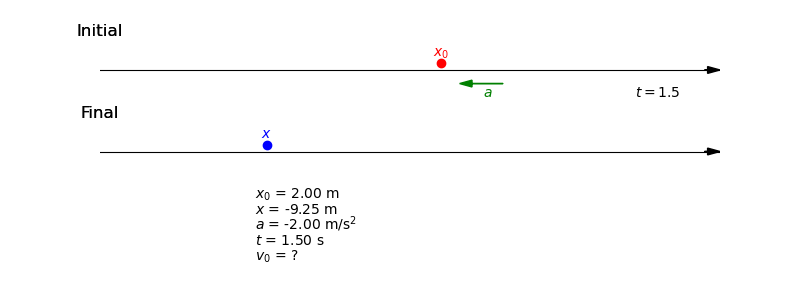 Initial
x₀
a
t = 1.5
Final
x
x₀ = 2.00 m
x = -9.25 m
a = -2.00 m/s²
t = 1.50 s
v₀ = ?